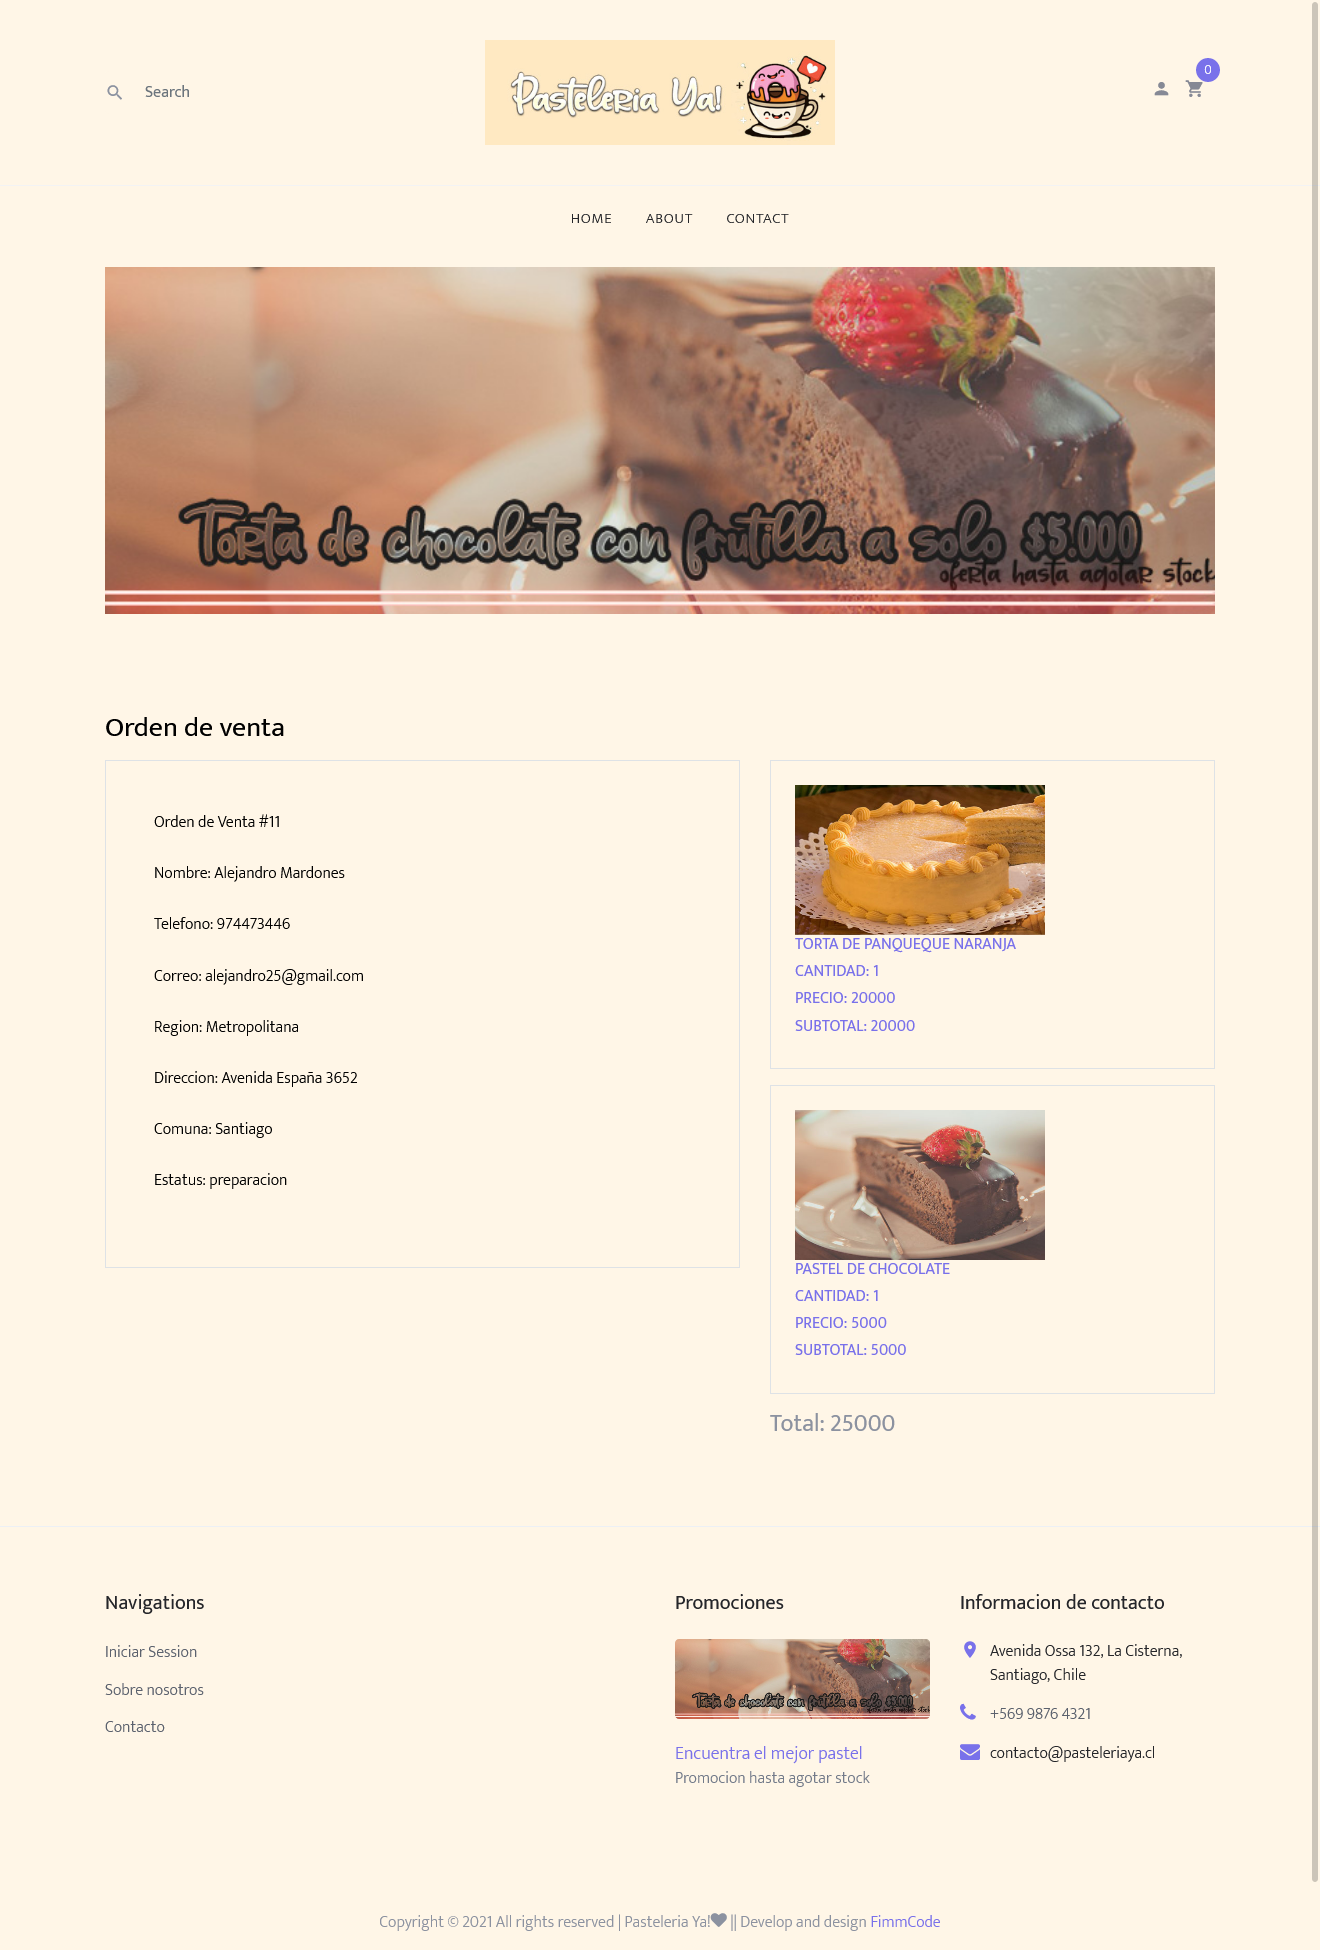 Search
Pasteleria Ya!
0
HOME ABOUT CONTACT
Torta de chocolate con frutilla a solo $5.000
oferta hasta agotar stock
Orden de venta
Orden de Venta #11
Nombre: Alejandro Mardones
Telefono: 974473446
Correo: alejandro25@gmail.com
Region: Metropolitana
Direccion: Avenida España 3652
Comuna: Santiago
Estatus: preparacion
TORTA DE PANQUEQUE NARANJA
CANTIDAD: 1
PRECIO: 20000
SUBTOTAL: 20000
PASTEL DE CHOCOLATE
CANTIDAD: 1
PRECIO: 5000
SUBTOTAL: 5000
Total: 25000
Navigations
Iniciar Session
Sobre nosotros
Contacto
Promociones
Torta de chocolate con frutilla a solo $5.000
oferta hasta agotar stock
Encuentra el mejor pastel
Promocion hasta agotar stock
Informacion de contacto
Avenida Ossa 132, La Cisterna,
Santiago, Chile
+569 9876 4321
contacto@pasteleriaya.cl
Copyright © 2021 All rights reserved | Pasteleria Ya! || Develop and design FimmCode